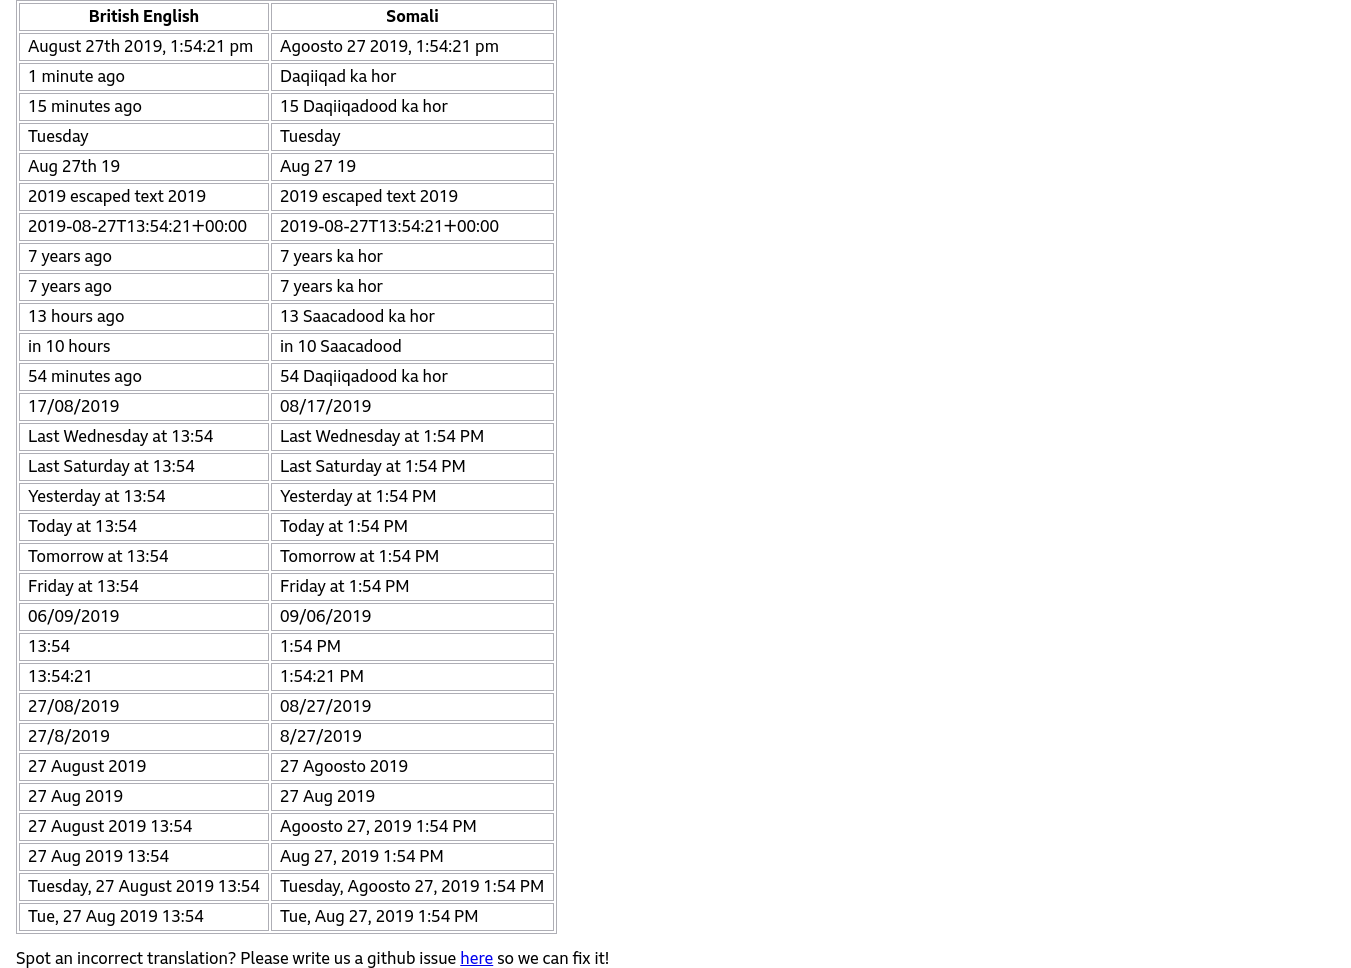 British English Somali
August 27th 2019, 1:54:21 pm Agoosto 27 2019, 1:54:21 pm
1 minute ago Daqiiqad ka hor
15 minutes ago 15 Daqiiqadood ka hor
Tuesday Tuesday
Aug 27th 19 Aug 27 19
2019 escaped text 2019 2019 escaped text 2019
2019-08-27T13:54:21+00:00 2019-08-27T13:54:21+00:00
7 years ago 7 years ka hor
7 years ago 7 years ka hor
13 hours ago 13 Saacadood ka hor
in 10 hours in 10 Saacadood
54 minutes ago 54 Daqiiqadood ka hor
17/08/2019 08/17/2019
Last Wednesday at 13:54 Last Wednesday at 1:54 PM
Last Saturday at 13:54 Last Saturday at 1:54 PM
Yesterday at 13:54 Yesterday at 1:54 PM
Today at 13:54 Today at 1:54 PM
Tomorrow at 13:54 Tomorrow at 1:54 PM
Friday at 13:54 Friday at 1:54 PM
06/09/2019 09/06/2019
13:54 1:54 PM
13:54:21 1:54:21 PM
27/08/2019 08/27/2019
27/8/2019 8/27/2019
27 August 2019 27 Agoosto 2019
27 Aug 2019 27 Aug 2019
27 August 2019 13:54 Agoosto 27, 2019 1:54 PM
27 Aug 2019 13:54 Aug 27, 2019 1:54 PM
Tuesday, 27 August 2019 13:54 Tuesday, Agoosto 27, 2019 1:54 PM
Tue, 27 Aug 2019 13:54 Tue, Aug 27, 2019 1:54 PM
Spot an incorrect translation? Please write us a github issue here so we can fix it!